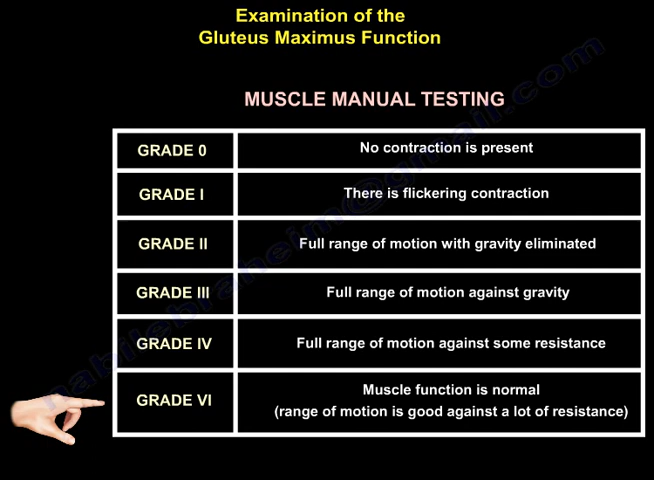 Examination of the
Gluteus Maximus Function
MUSCLE MANUAL TESTING
GRADE 0 No contraction is present
GRADE I There is flickering contraction
GRADE II Full range of motion with gravity eliminated
GRADE III Full range of motion against gravity
GRADE IV Full range of motion against some resistance
GRADE VI Muscle function is normal
(range of motion is good against a lot of resistance)
nabilebraheim@gmail.com